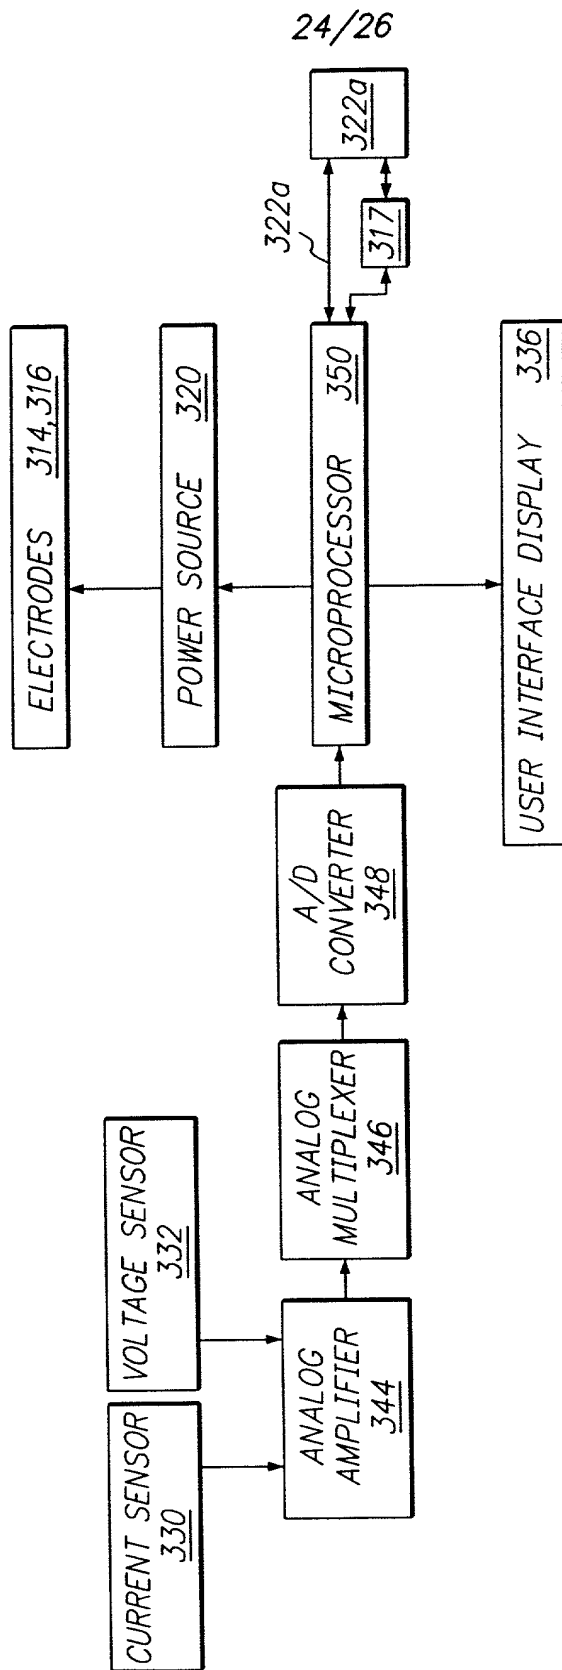 24/26
CURRENT SENSOR
330
VOLTAGE SENSOR
332
ANALOG
AMPLIFIER
344
ANALOG
MULTIPLEXER
346
A/D
CONVERTER
348
ELECTRODES 314,316
POWER SOURCE 320
MICROPROCESSOR 350
USER INTERFACE DISPLAY 336
322a
317
322a